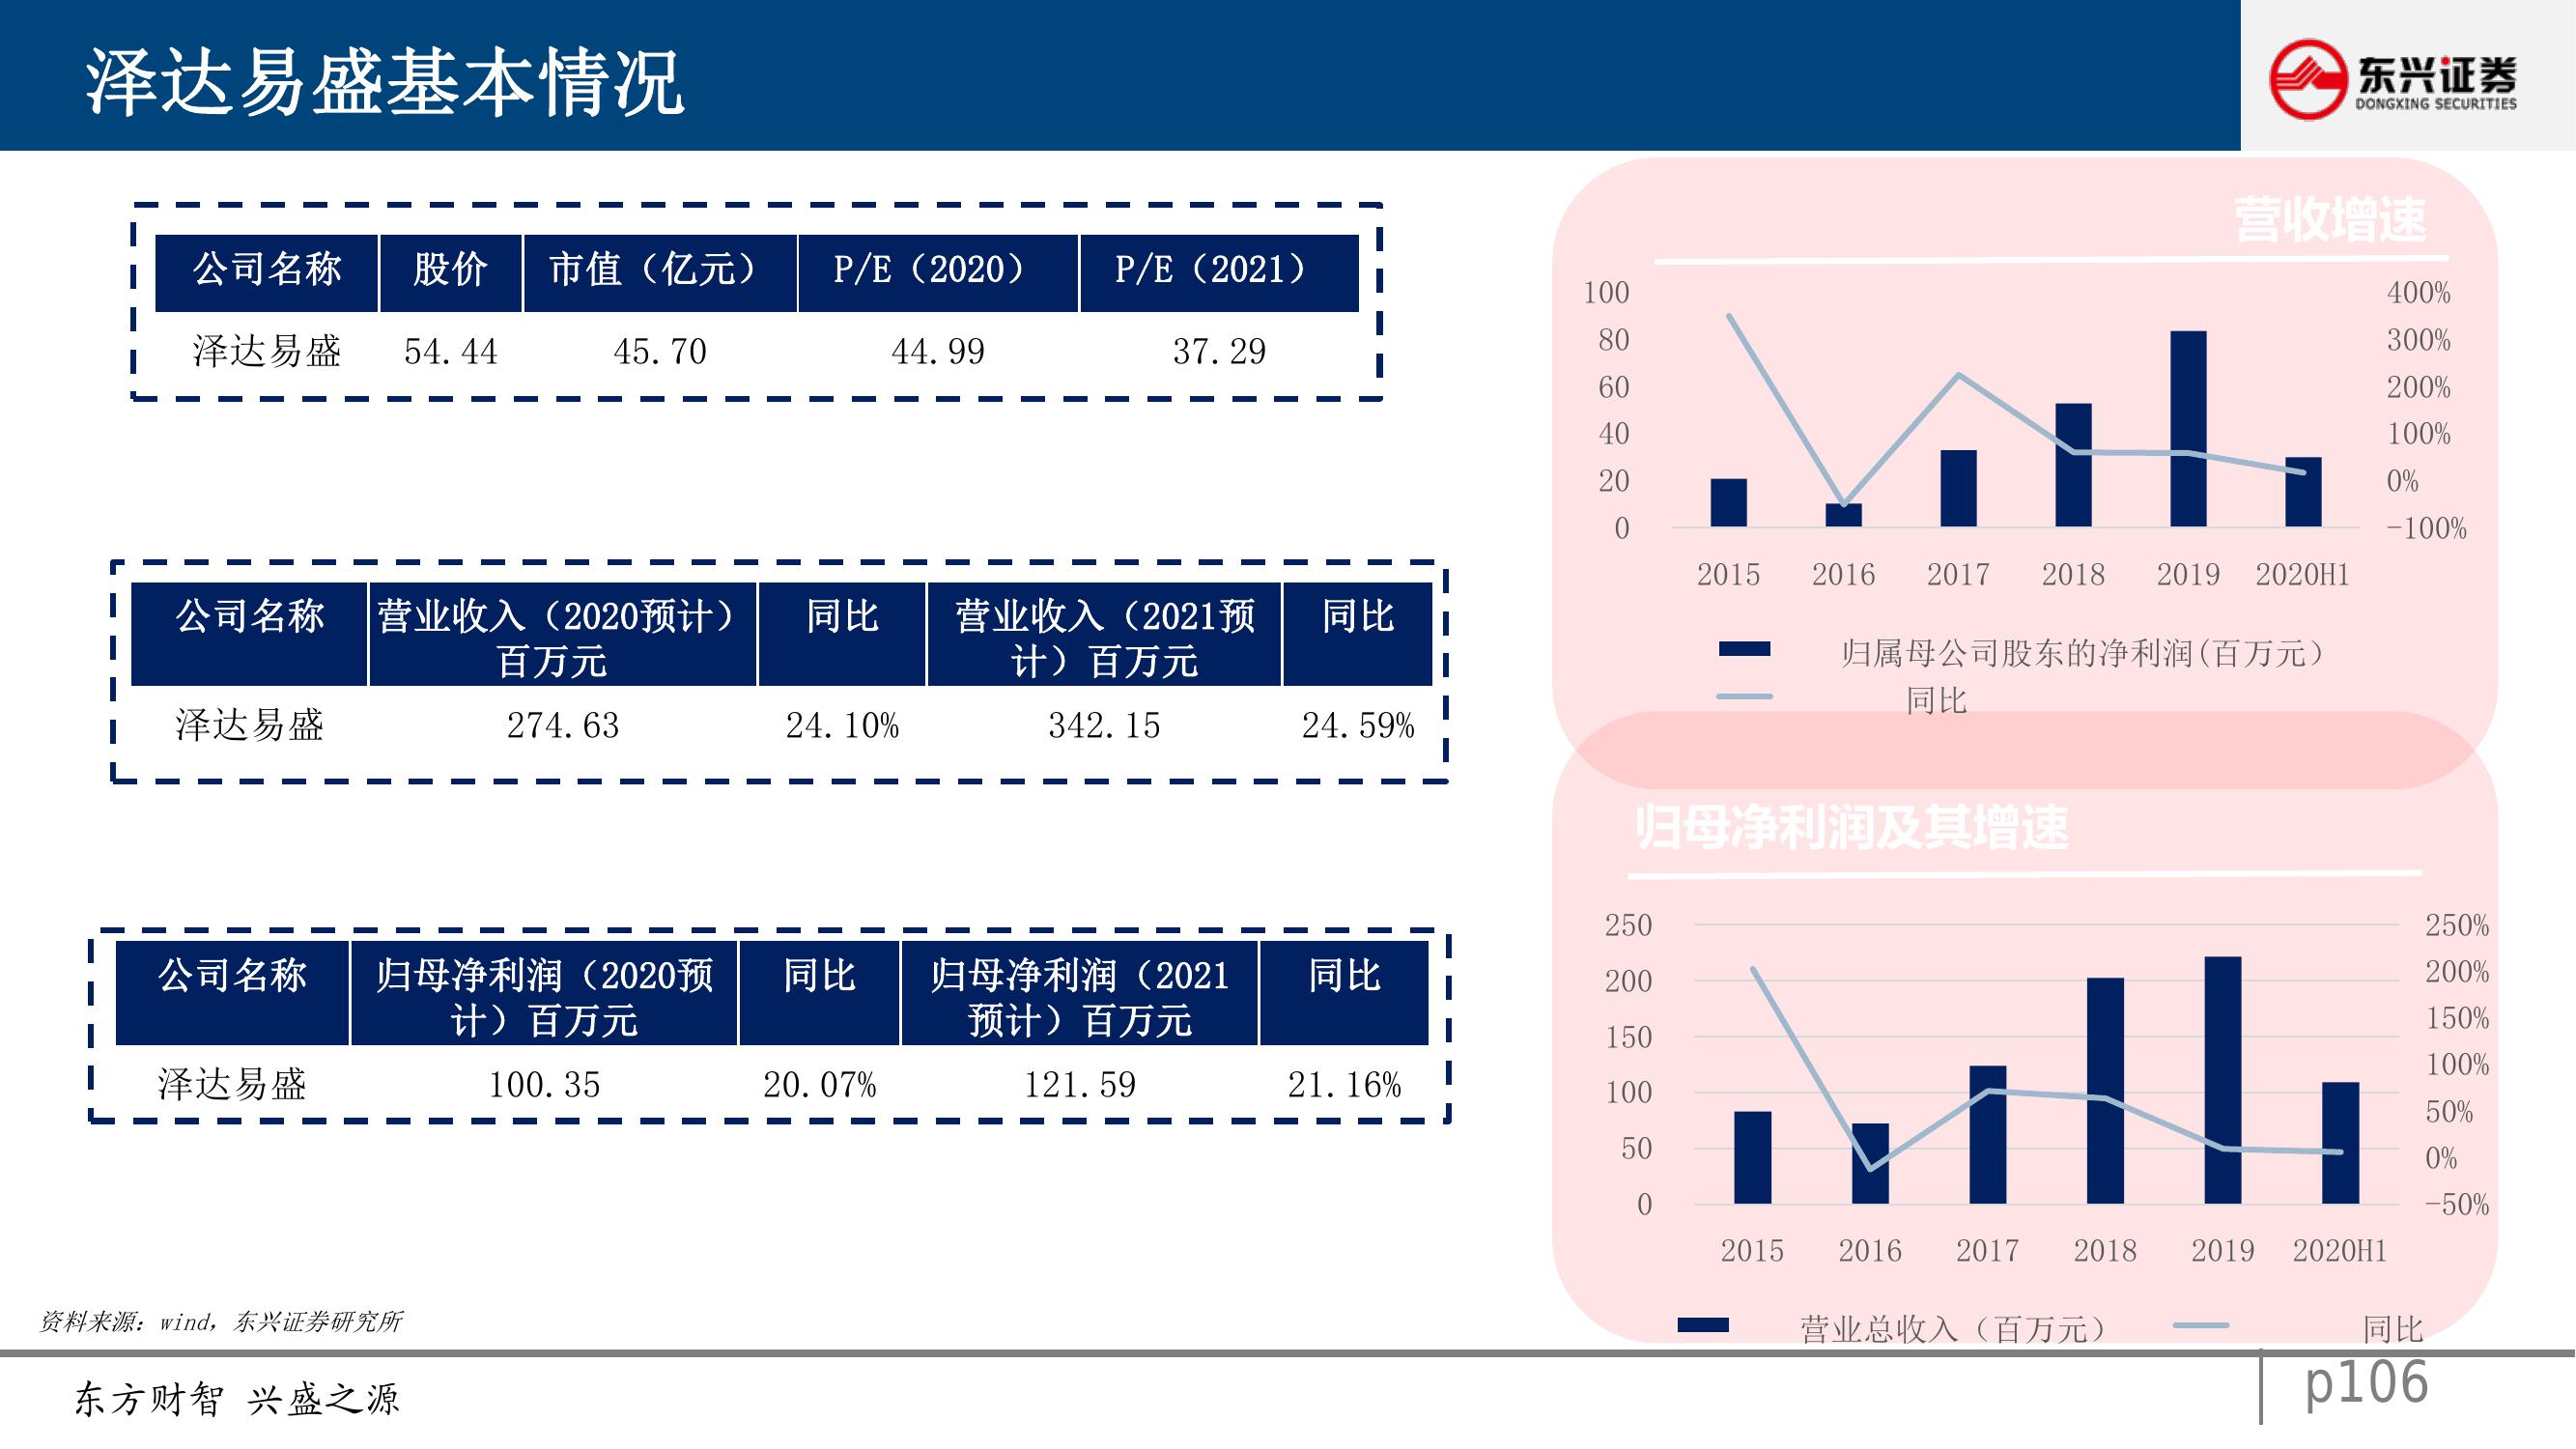 泽达易盛基本情况
东兴证券
DONGXING SECURITIES
公司名称 股价 市值（亿元） P/E（2020） P/E（2021）
泽达易盛 54.44 45.70 44.99 37.29
公司名称 营业收入（2020预计）百万元 同比 营业收入（2021预计）百万元 同比
泽达易盛 274.63 24.10% 342.15 24.59%
公司名称 归母净利润（2020预计）百万元 同比 归母净利润（2021预计）百万元 同比
泽达易盛 100.35 20.07% 121.59 21.16%
营收增速
100 400%
80 300%
60 200%
40 100%
20 0%
0 -100%
2015 2016 2017 2018 2019 2020H1
归属母公司股东的净利润(百万元)
同比
归母净利润及其增速
250 250%
200 200%
150 150%
100 100%
50 50%
0 0%
-50%
2015 2016 2017 2018 2019 2020H1
营业总收入（百万元） 同比
资料来源：wind，东兴证券研究所
东方财智 兴盛之源
p106